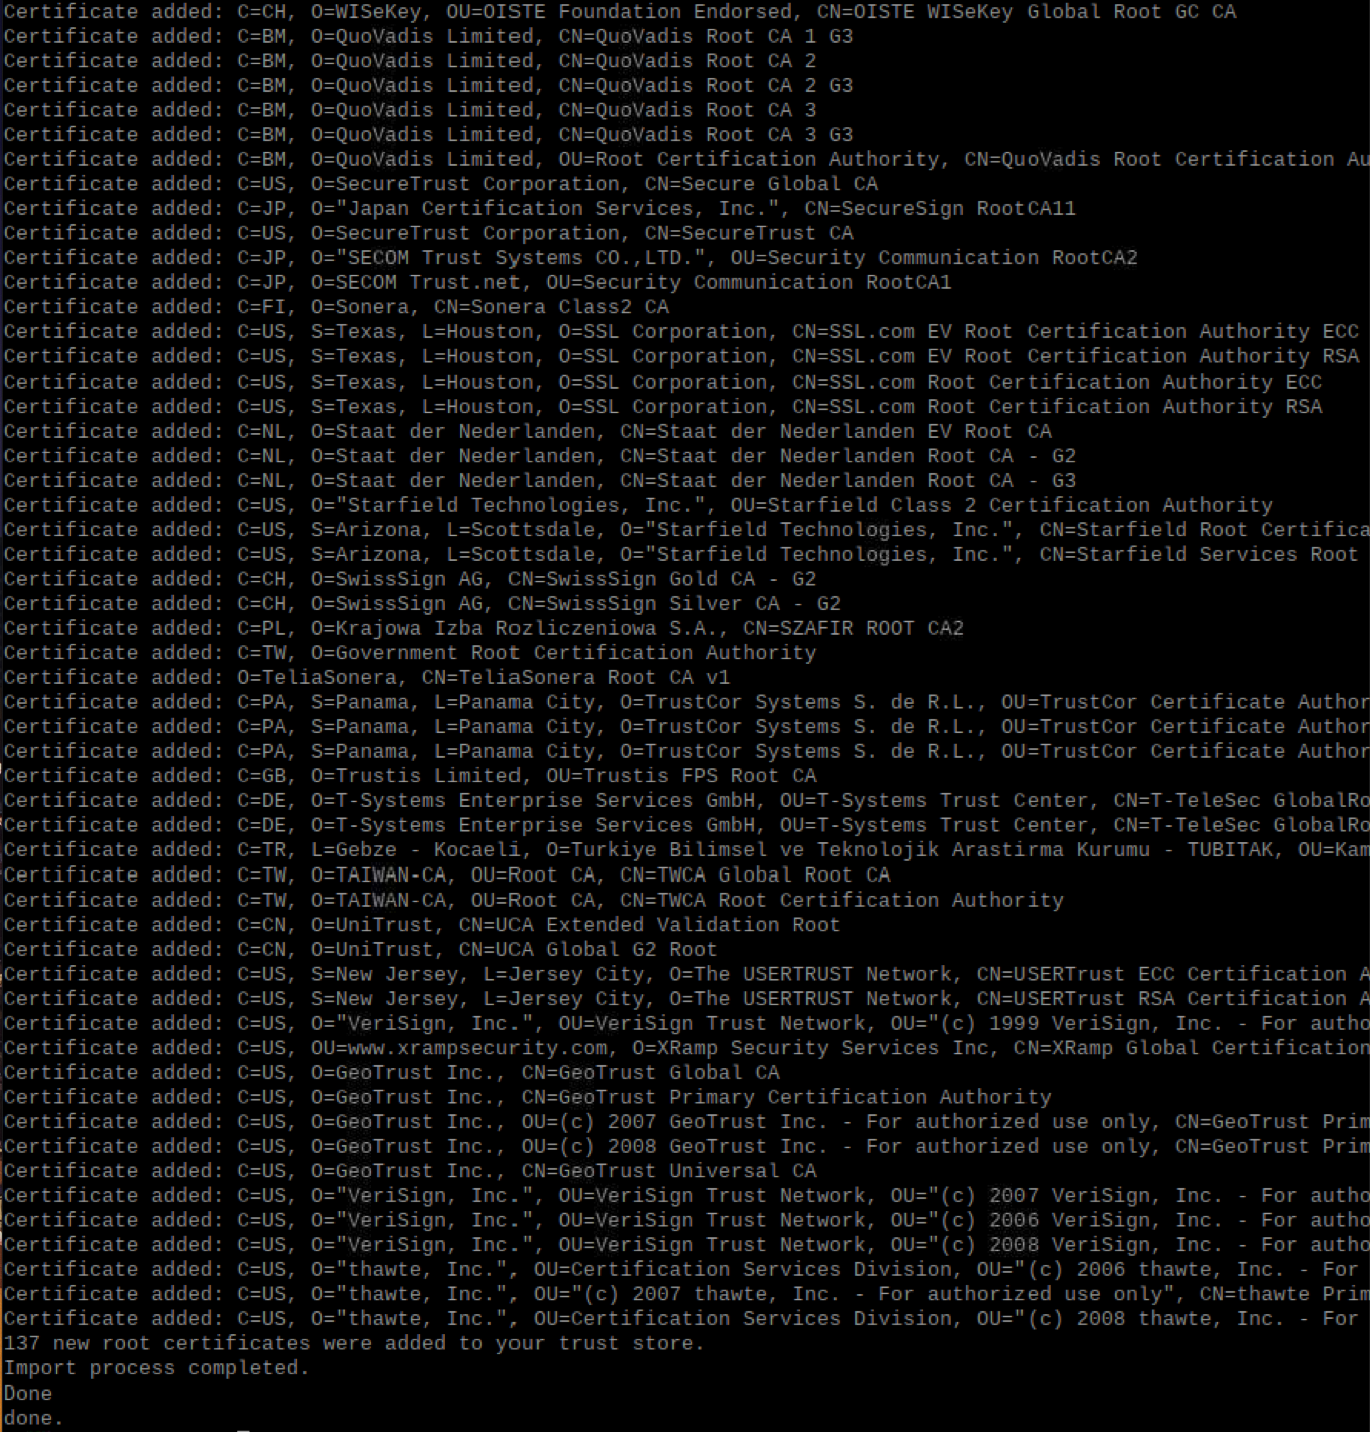 Certificate added: C=CH, O=WISeKey, OU=OISTE Foundation Endorsed, CN=OISTE WISeKey Global Root GC CA
Certificate added: C=BM, O=QuoVadis Limited, CN=QuoVadis Root CA 1 G3
Certificate added: C=BM, O=QuoVadis Limited, CN=QuoVadis Root CA 2
Certificate added: C=BM, O=QuoVadis Limited, CN=QuoVadis Root CA 2 G3
Certificate added: C=BM, O=QuoVadis Limited, CN=QuoVadis Root CA 3
Certificate added: C=BM, O=QuoVadis Limited, CN=QuoVadis Root CA 3 G3
Certificate added: C=BM, O=QuoVadis Limited, OU=Root Certification Authority, CN=QuoVadis Root Certification Au
Certificate added: C=US, O=SecureTrust Corporation, CN=Secure Global CA
Certificate added: C=JP, O="Japan Certification Services, Inc.", CN=SecureSign RootCA11
Certificate added: C=US, O=SecureTrust Corporation, CN=SecureTrust CA
Certificate added: C=JP, O="SECOM Trust Systems CO.,LTD.", OU=Security Communication RootCA2
Certificate added: C=JP, O=SECOM Trust.net, OU=Security Communication RootCA1
Certificate added: C=FI, O=Sonera, CN=Sonera Class2 CA
Certificate added: C=US, S=Texas, L=Houston, O=SSL Corporation, CN=SSL.com EV Root Certification Authority ECC
Certificate added: C=US, S=Texas, L=Houston, O=SSL Corporation, CN=SSL.com EV Root Certification Authority RSA
Certificate added: C=US, S=Texas, L=Houston, O=SSL Corporation, CN=SSL.com Root Certification Authority ECC
Certificate added: C=US, S=Texas, L=Houston, O=SSL Corporation, CN=SSL.com Root Certification Authority RSA
Certificate added: C=NL, O=Staat der Nederlanden, CN=Staat der Nederlanden EV Root CA
Certificate added: C=NL, O=Staat der Nederlanden, CN=Staat der Nederlanden Root CA - G2
Certificate added: C=NL, O=Staat der Nederlanden, CN=Staat der Nederlanden Root CA - G3
Certificate added: C=US, O="Starfield Technologies, Inc.", OU=Starfield Class 2 Certification Authority
Certificate added: C=US, S=Arizona, L=Scottsdale, O="Starfield Technologies, Inc.", CN=Starfield Root Certifica
Certificate added: C=US, S=Arizona, L=Scottsdale, O="Starfield Technologies, Inc.", CN=Starfield Services Root
Certificate added: C=CH, O=SwissSign AG, CN=SwissSign Gold CA - G2
Certificate added: C=CH, O=SwissSign AG, CN=SwissSign Silver CA - G2
Certificate added: C=PL, O=Krajowa Izba Rozliczeniowa S.A., CN=SZAFIR ROOT CA2
Certificate added: C=TW, O=Government Root Certification Authority
Certificate added: O=TeliaSonera, CN=TeliaSonera Root CA v1
Certificate added: C=PA, S=Panama, L=Panama City, O=TrustCor Systems S. de R.L., OU=TrustCor Certificate Author
Certificate added: C=PA, S=Panama, L=Panama City, O=TrustCor Systems S. de R.L., OU=TrustCor Certificate Author
Certificate added: C=PA, S=Panama, L=Panama City, O=TrustCor Systems S. de R.L., OU=TrustCor Certificate Author
Certificate added: C=GB, O=Trustis Limited, OU=Trustis FPS Root CA
Certificate added: C=DE, O=T-Systems Enterprise Services GmbH, OU=T-Systems Trust Center, CN=T-TeleSec GlobalRo
Certificate added: C=DE, O=T-Systems Enterprise Services GmbH, OU=T-Systems Trust Center, CN=T-TeleSec GlobalRo
Certificate added: C=TR, L=Gebze - Kocaeli, O=Turkiye Bilimsel ve Teknolojik Arastirma Kurumu - TUBITAK, OU=Kam
Certificate added: C=TW, O=TAIWAN-CA, OU=Root CA, CN=TWCA Global Root CA
Certificate added: C=TW, O=TAIWAN-CA, OU=Root CA, CN=TWCA Root Certification Authority
Certificate added: C=CN, O=UniTrust, CN=UCA Extended Validation Root
Certificate added: C=CN, O=UniTrust, CN=UCA Global G2 Root
Certificate added: C=US, S=New Jersey, L=Jersey City, O=The USERTRUST Network, CN=USERTrust ECC Certification A
Certificate added: C=US, S=New Jersey, L=Jersey City, O=The USERTRUST Network, CN=USERTrust RSA Certification A
Certificate added: C=US, O="VeriSign, Inc.", OU=VeriSign Trust Network, OU="(c) 1999 VeriSign, Inc. - For autho
Certificate added: C=US, OU=www.xrampsecurity.com, O=XRamp Security Services Inc, CN=XRamp Global Certification
Certificate added: C=US, O=GeoTrust Inc., CN=GeoTrust Global CA
Certificate added: C=US, O=GeoTrust Inc., CN=GeoTrust Primary Certification Authority
Certificate added: C=US, O=GeoTrust Inc., OU=(c) 2007 GeoTrust Inc. - For authorized use only, CN=GeoTrust Prim
Certificate added: C=US, O=GeoTrust Inc., OU=(c) 2008 GeoTrust Inc. - For authorized use only, CN=GeoTrust Prim
Certificate added: C=US, O=GeoTrust Inc., CN=GeoTrust Universal CA
Certificate added: C=US, O="VeriSign, Inc.", OU=VeriSign Trust Network, OU="(c) 2007 VeriSign, Inc. - For autho
Certificate added: C=US, O="VeriSign, Inc.", OU=VeriSign Trust Network, OU="(c) 2006 VeriSign, Inc. - For autho
Certificate added: C=US, O="VeriSign, Inc.", OU=VeriSign Trust Network, OU="(c) 2008 VeriSign, Inc. - For autho
Certificate added: C=US, O="thawte, Inc.", OU=Certification Services Division, OU="(c) 2006 thawte, Inc. - For
Certificate added: C=US, O="thawte, Inc.", OU="(c) 2007 thawte, Inc. - For authorized use only", CN=thawte Prim
Certificate added: C=US, O="thawte, Inc.", OU=Certification Services Division, OU="(c) 2008 thawte, Inc. - For
137 new root certificates were added to your trust store.
Import process completed.
Done
done.